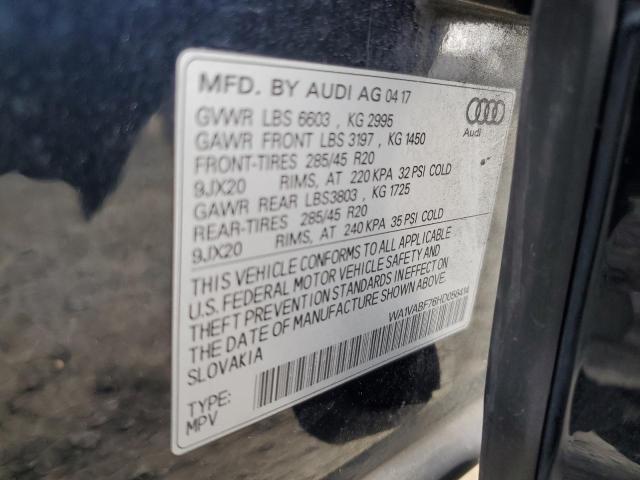 MFD. BY AUDI AG 04 17
GVWR LBS 6603 , KG 2995
GAWR FRONT LBS 3197 , KG 1450
FRONT-TIRES 285/45 R20
9JX20 RIMS, AT 220 KPA 32 PSI COLD
GAWR REAR LBS3803 , KG 1725
REAR-TIRES 285/45 R20
9JX20 RIMS, AT 240 KPA 35 PSI COLD
THIS VEHICLE CONFORMS TO ALL APPLICABLE
U.S. FEDERAL MOTOR VEHICLE SAFETY AND
THEFT PREVENTION STANDARDS IN EFFECT ON
THE DATE OF MANUFACTURE SHOWN ABOVE.
SLOVAKIA
WA1VABF76HD056434
TYPE:
MPV
Audi